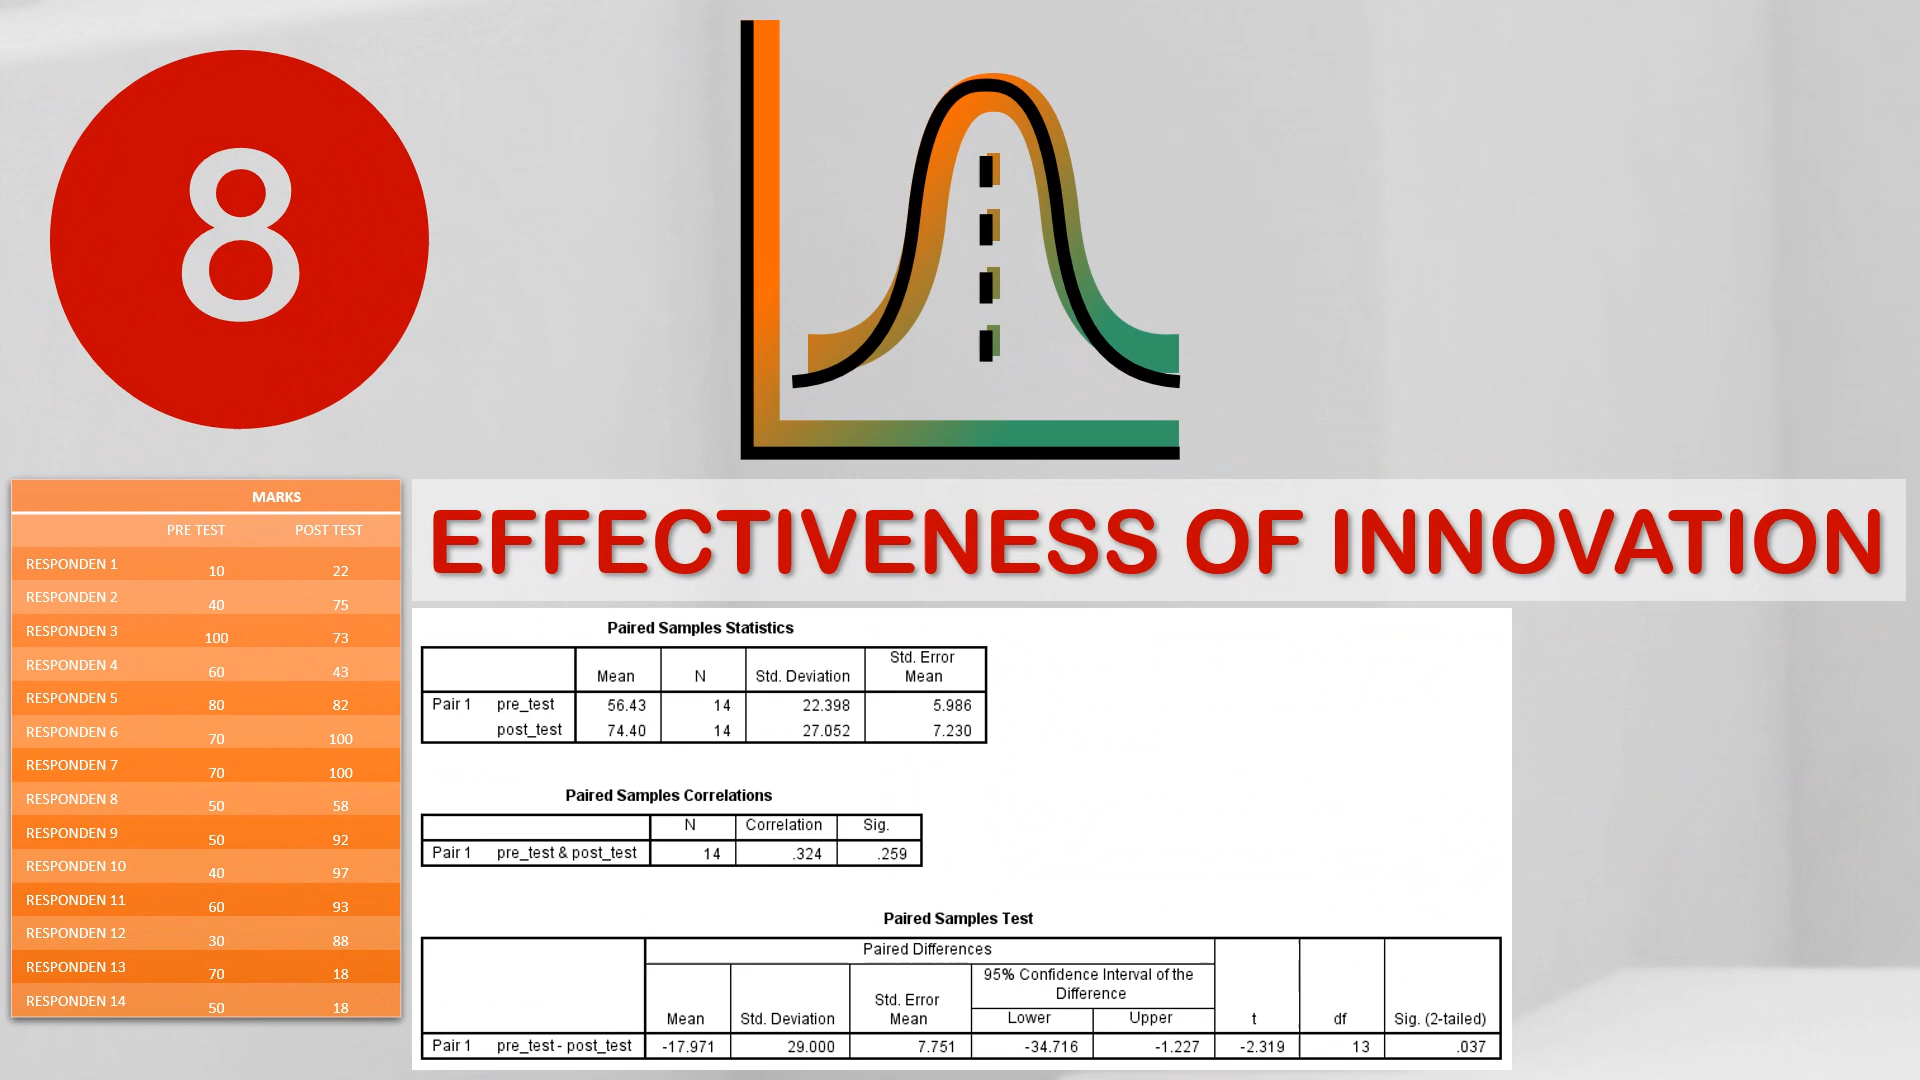 8
MARKS
PRE TEST POST TEST
RESPONDEN 1 10 22
RESPONDEN 2 40 75
RESPONDEN 3 100 73
RESPONDEN 4 60 43
RESPONDEN 5 80 82
RESPONDEN 6 70 100
RESPONDEN 7 70 100
RESPONDEN 8 50 58
RESPONDEN 9 50 92
RESPONDEN 10 40 97
RESPONDEN 11 60 93
RESPONDEN 12 30 88
RESPONDEN 13 70 18
RESPONDEN 14 50 18
EFFECTIVENESS OF INNOVATION
Paired Samples Statistics
Mean N Std. Deviation Std. Error Mean
Pair 1 pre_test 56.43 14 22.398 5.986
post_test 74.40 14 27.052 7.230
Paired Samples Correlations
N Correlation Sig.
Pair 1 pre_test & post_test 14 .324 .259
Paired Samples Test
Paired Differences
95% Confidence Interval of the Difference
Mean Std. Deviation Std. Error Mean Lower Upper t df Sig. (2-tailed)
Pair 1 pre_test - post_test -17.971 29.000 7.751 -34.716 -1.227 -2.319 13 .037